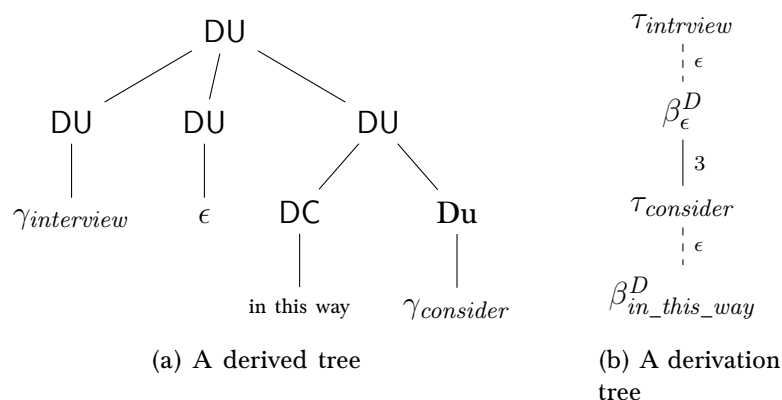 DU
DU DU DU
γinterview ϵ DC Du
in this way γconsider
(a) A derived tree
τintrview
ϵ
β^D_ϵ
3
τconsider
ϵ
β^D_in_this_way
(b) A derivation
tree